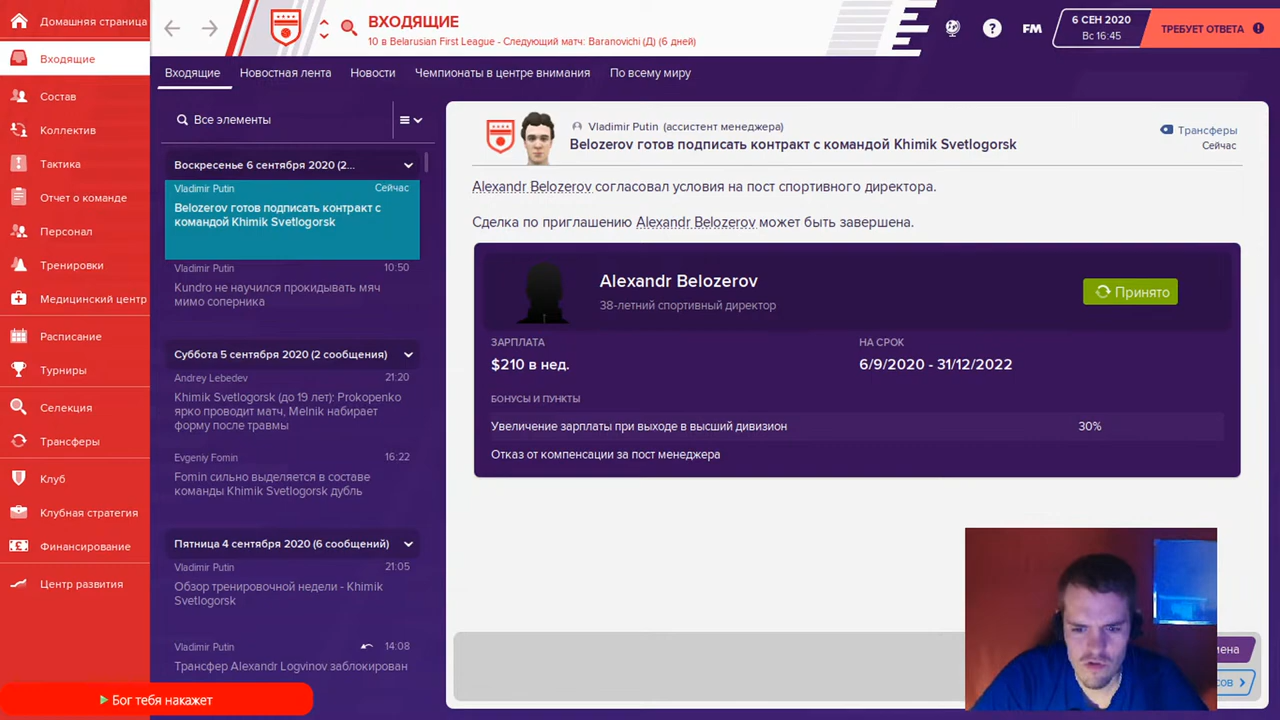 Домашняя страница
Входящие
Состав
Коллектив
Тактика
Отчет о команде
Персонал
Тренировки
Медицинский центр
Расписание
Турниры
Селекция
Трансферы
Клуб
Клубная стратегия
Финансирование
Центр развития
Бог тебя накажет
ВХОДЯЩИЕ
10 в Belarusian First League - Следующий матч: Baranovichi (Д) (6 дней)
?
FM
6 СЕН 2020
Вс 16:45
ТРЕБУЕТ ОТВЕТА
Входящие
Новостная лента
Новости
Чемпионаты в центре внимания
По всему миру
Все элементы
Воскресенье 6 сентября 2020 (2...
Vladimir Putin
Сейчас
Belozerov готов подписать контракт с
командой Khimik Svetlogorsk
Vladimir Putin
10:50
Kundro не научился прокидывать мяч
мимо соперника
Суббота 5 сентября 2020 (2 сообщения)
Andrey Lebedev
21:20
Khimik Svetlogorsk (до 19 лет): Prokopenko
ярко проводит матч, Melnik набирает
форму после травмы
Evgeniy Fomin
16:22
Fomin сильно выделяется в составе
команды Khimik Svetlogorsk дубль
Пятница 4 сентября 2020 (6 сообщений)
Vladimir Putin
21:05
Обзор тренировочной недели - Khimik
Svetlogorsk
Vladimir Putin
14:08
Трансфер Alexandr Logvinov заблокирован
Vladimir Putin (ассистент менеджера)
Belozerov готов подписать контракт с командой Khimik Svetlogorsk
Трансферы
Сейчас
Alexandr Belozerov согласовал условия на пост спортивного директора.
Сделка по приглашению Alexandr Belozerov может быть завершена.
Alexandr Belozerov
38-летний спортивный директор
Принято
ЗАРПЛАТА
$210 в нед.
НА СРОК
6/9/2020 - 31/12/2022
БОНУСЫ И ПУНКТЫ
Увеличение зарплаты при выходе в высший дивизион
30%
Отказ от компенсации за пост менеджера